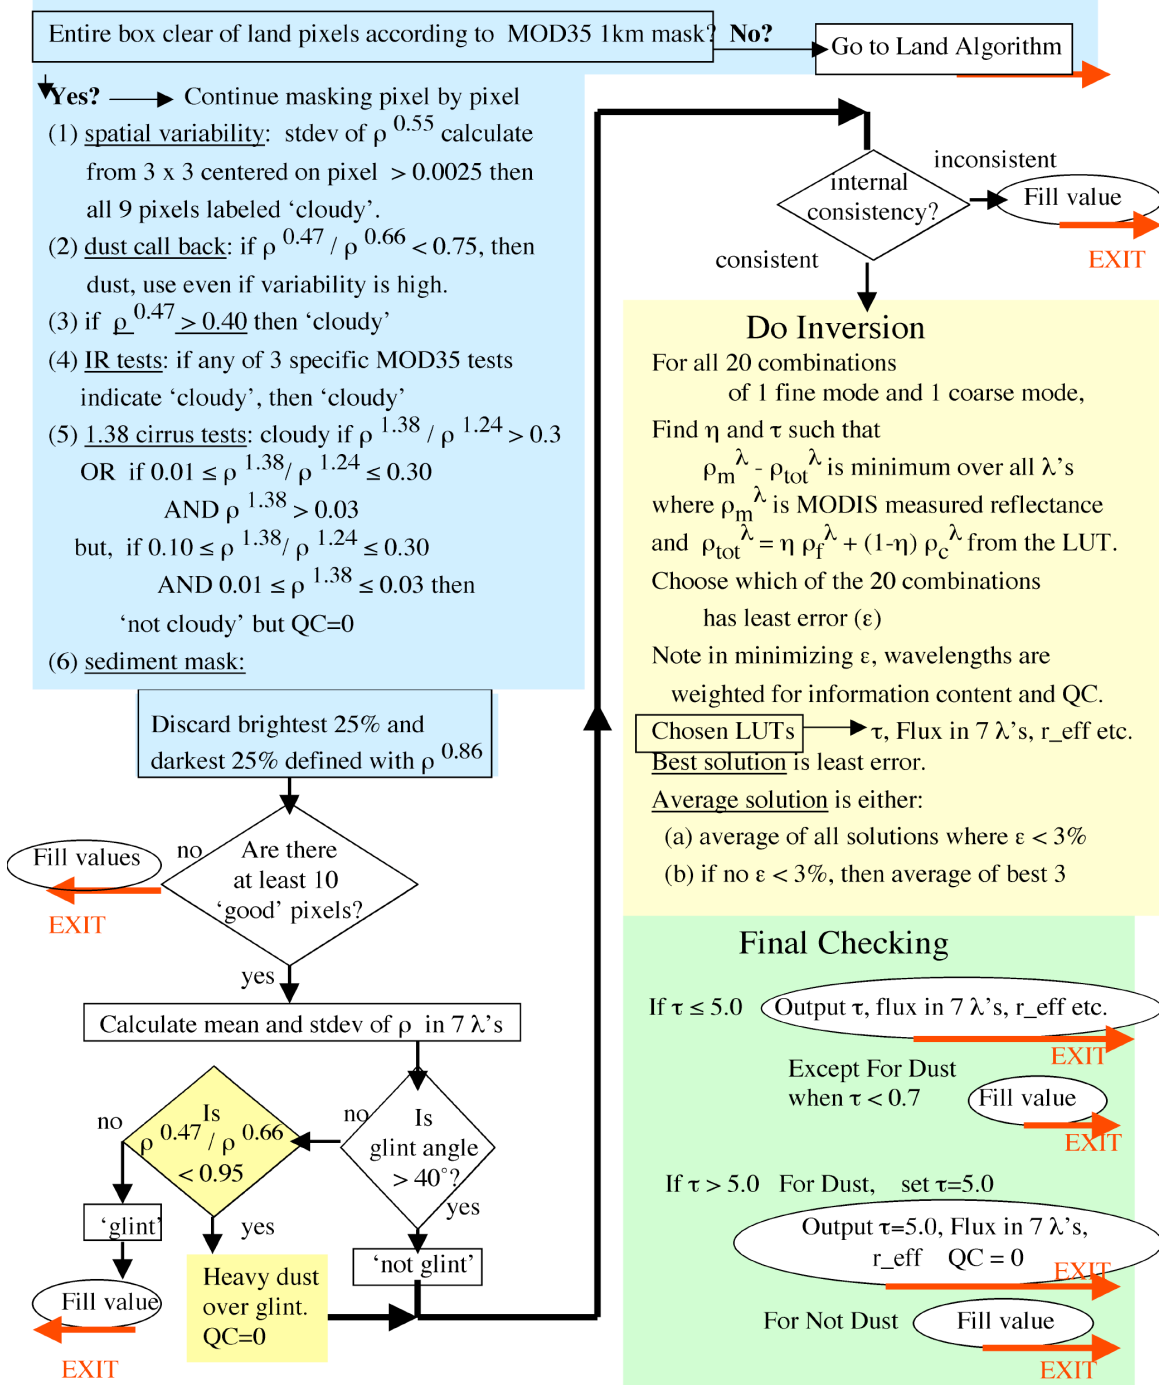 Entire box clear of land pixels according to MOD35 1km mask? No?
Go to Land Algorithm
Yes? Continue masking pixel by pixel
(1) spatial variability: stdev of ρ 0.55 calculate
from 3 x 3 centered on pixel > 0.0025 then
all 9 pixels labeled ‘cloudy’.
(2) dust call back: if ρ 0.47 / ρ 0.66 < 0.75, then
dust, use even if variability is high.
(3) if ρ 0.47 > 0.40 then ‘cloudy’
(4) IR tests: if any of 3 specific MOD35 tests
indicate ‘cloudy’, then ‘cloudy’
(5) 1.38 cirrus tests: cloudy if ρ 1.38 / ρ 1.24 > 0.3
OR if 0.01 ≤ ρ 1.38/ ρ 1.24 ≤ 0.30
AND ρ 1.38 > 0.03
but, if 0.10 ≤ ρ 1.38/ ρ 1.24 ≤ 0.30
AND 0.01 ≤ ρ 1.38 ≤ 0.03 then
‘not cloudy’ but QC=0
(6) sediment mask:
Discard brightest 25% and
darkest 25% defined with ρ 0.86
Are there
at least 10
‘good’ pixels?
no
Fill values
EXIT
yes
Calculate mean and stdev of ρ in 7 λ’s
Is
glint angle
> 40°?
no
yes
Is
ρ 0.47 / ρ 0.66
< 0.95
no
yes
‘glint’
Fill value
EXIT
Heavy dust
over glint.
QC=0
‘not glint’
internal
consistency?
inconsistent
Fill value
EXIT
consistent
Do Inversion
For all 20 combinations
of 1 fine mode and 1 coarse mode,
Find η and τ such that
ρm λ - ρtot λ is minimum over all λ’s
where ρm λ is MODIS measured reflectance
and ρtot λ = η ρf λ + (1-η) ρc λ from the LUT.
Choose which of the 20 combinations
has least error (ε)
Note in minimizing ε, wavelengths are
weighted for information content and QC.
Chosen LUTs τ, Flux in 7 λ’s, r_eff etc.
Best solution is least error.
Average solution is either:
(a) average of all solutions where ε < 3%
(b) if no ε < 3%, then average of best 3
Final Checking
If τ ≤ 5.0 Output τ, flux in 7 λ’s, r_eff etc.
EXIT
Except For Dust
when τ < 0.7 Fill value
EXIT
If τ > 5.0 For Dust, set τ=5.0
Output τ=5.0, Flux in 7 λ’s,
r_eff QC = 0
EXIT
For Not Dust Fill value
EXIT